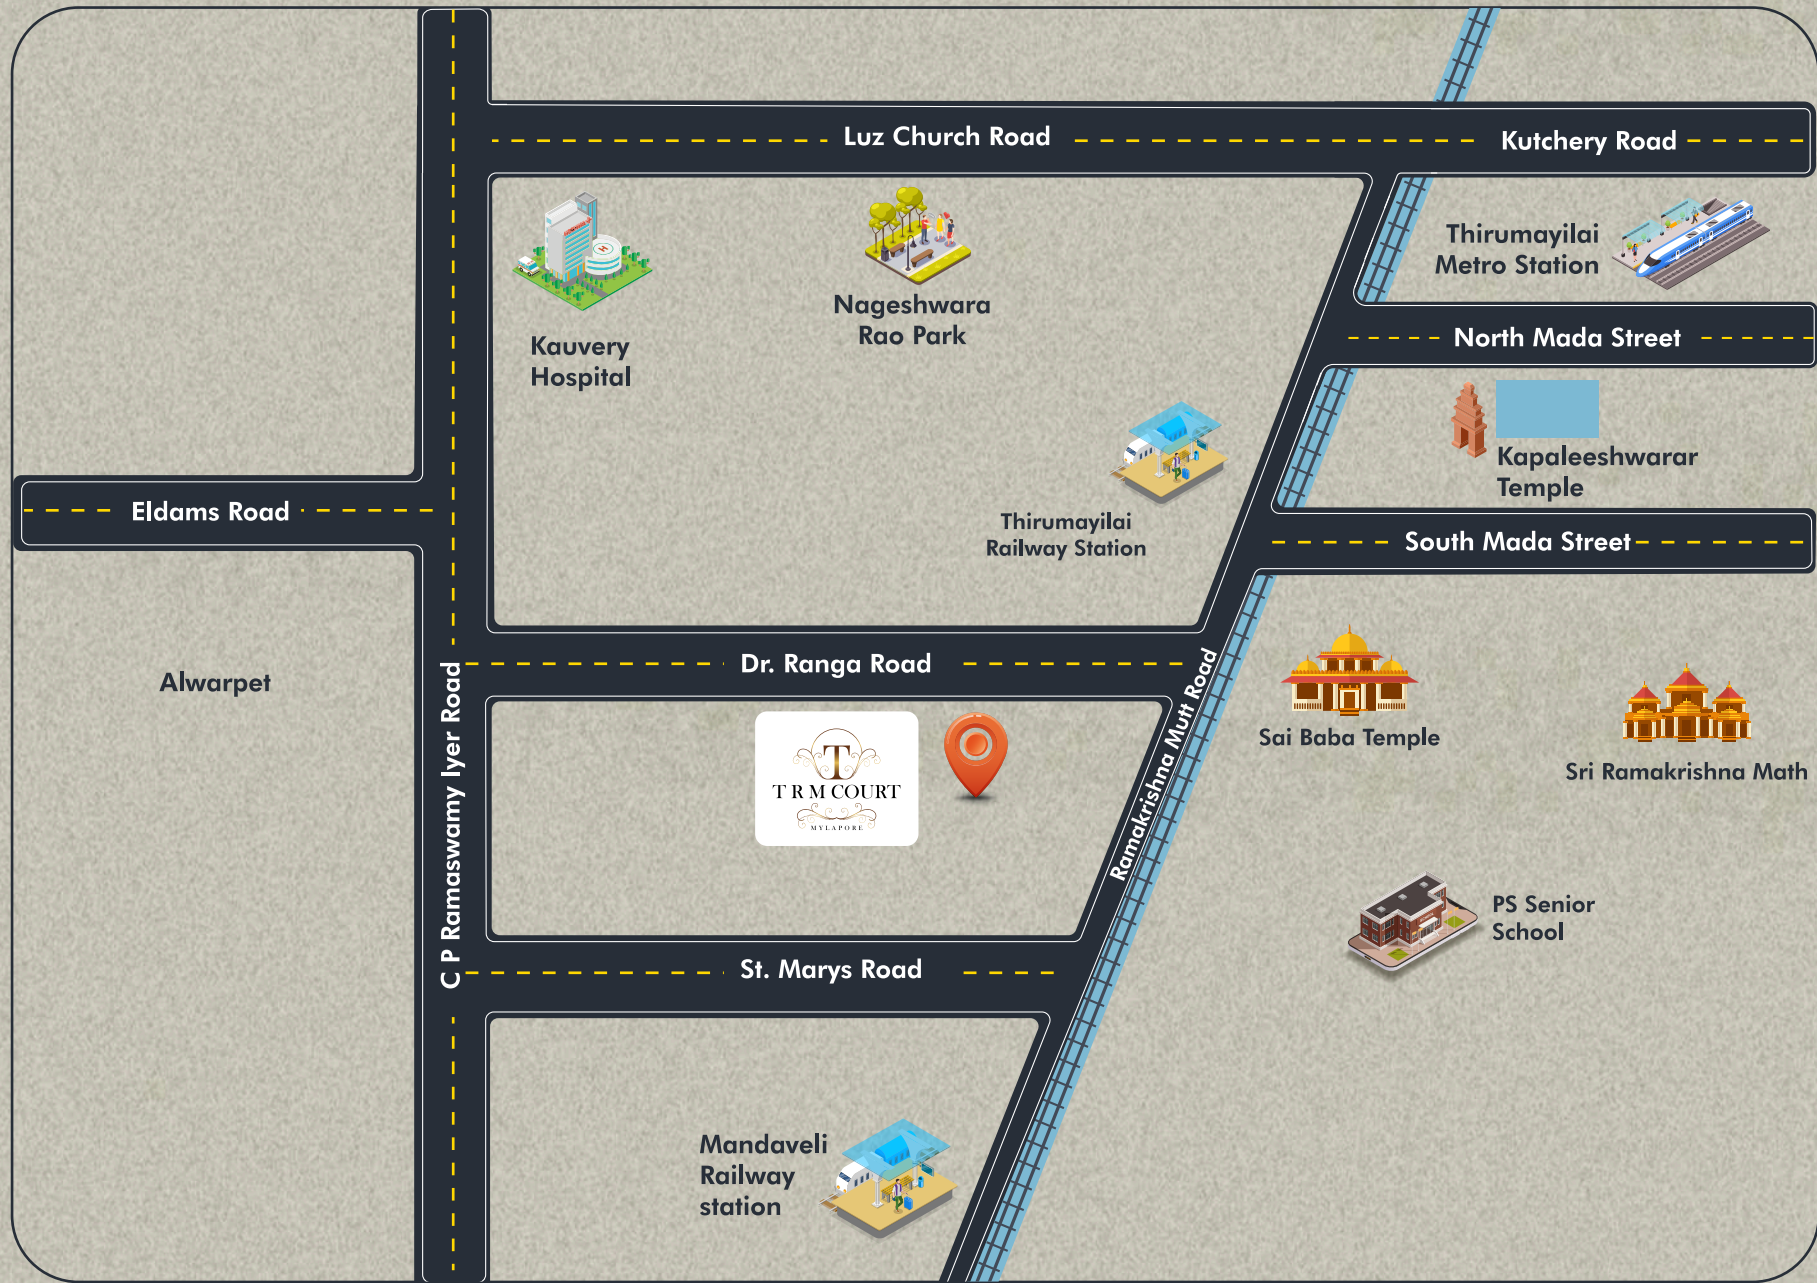 Luz Church Road
Kutchery Road
Thirumayilai
Metro Station
Nageshwara
Rao Park
Kauvery
Hospital
North Mada Street
Kapaleeshwarar
Temple
Eldams Road
Thirumayilai
Railway Station
South Mada Street
Dr. Ranga Road
Alwarpet
C P Ramaswamy Iyer Road
Ramakrishna Mutt Road
Sai Baba Temple
Sri Ramakrishna Math
T
T R M COURT
MYLAPORE
PS Senior
School
St. Marys Road
Mandaveli
Railway
station